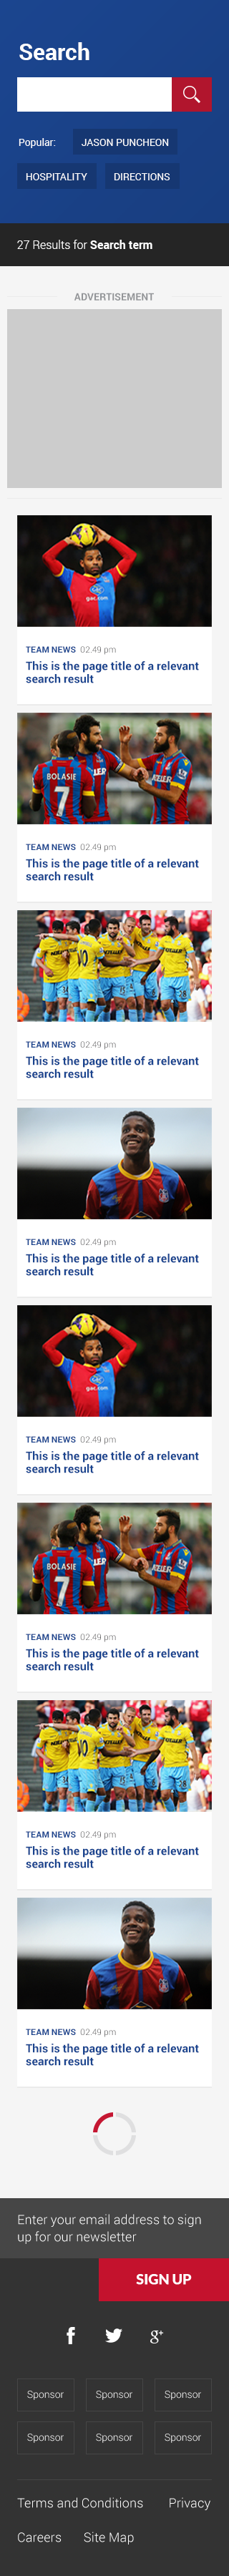 Search
Popular: JASON PUNCHEON
HOSPITALITY DIRECTIONS
27 Results for Search term
ADVERTISEMENT
gac.com
TEAM NEWS 02.49 pm
This is the page title of a relevant
search result
BOLASIE
7
TEAM NEWS 02.49 pm
This is the page title of a relevant
search result
TEAM NEWS 02.49 pm
This is the page title of a relevant
search result
TEAM NEWS 02.49 pm
This is the page title of a relevant
search result
gac.com
TEAM NEWS 02.49 pm
This is the page title of a relevant
search result
BOLASIE
7
TEAM NEWS 02.49 pm
This is the page title of a relevant
search result
TEAM NEWS 02.49 pm
This is the page title of a relevant
search result
TEAM NEWS 02.49 pm
This is the page title of a relevant
search result
Enter your email address to sign
up for our newsletter
SIGN UP
Sponsor Sponsor Sponsor
Sponsor Sponsor Sponsor
Terms and Conditions Privacy
Careers Site Map